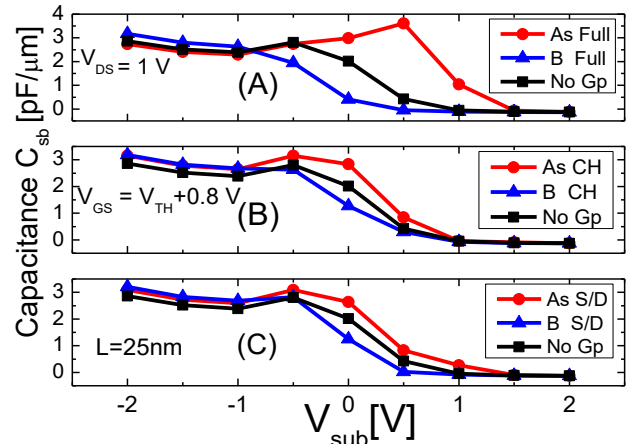 Capacitance C_sb [pF/μm]
4
3
2
1
0
V_DS = 1 V
(A)
As Full
B Full
No Gp
3
2
1
0
V_GS = V_TH+0.8 V
(B)
As CH
B CH
No Gp
3
2
1
0
L=25nm
(C)
As S/D
B S/D
No Gp
-2
-1
0
1
2
V_sub[V]